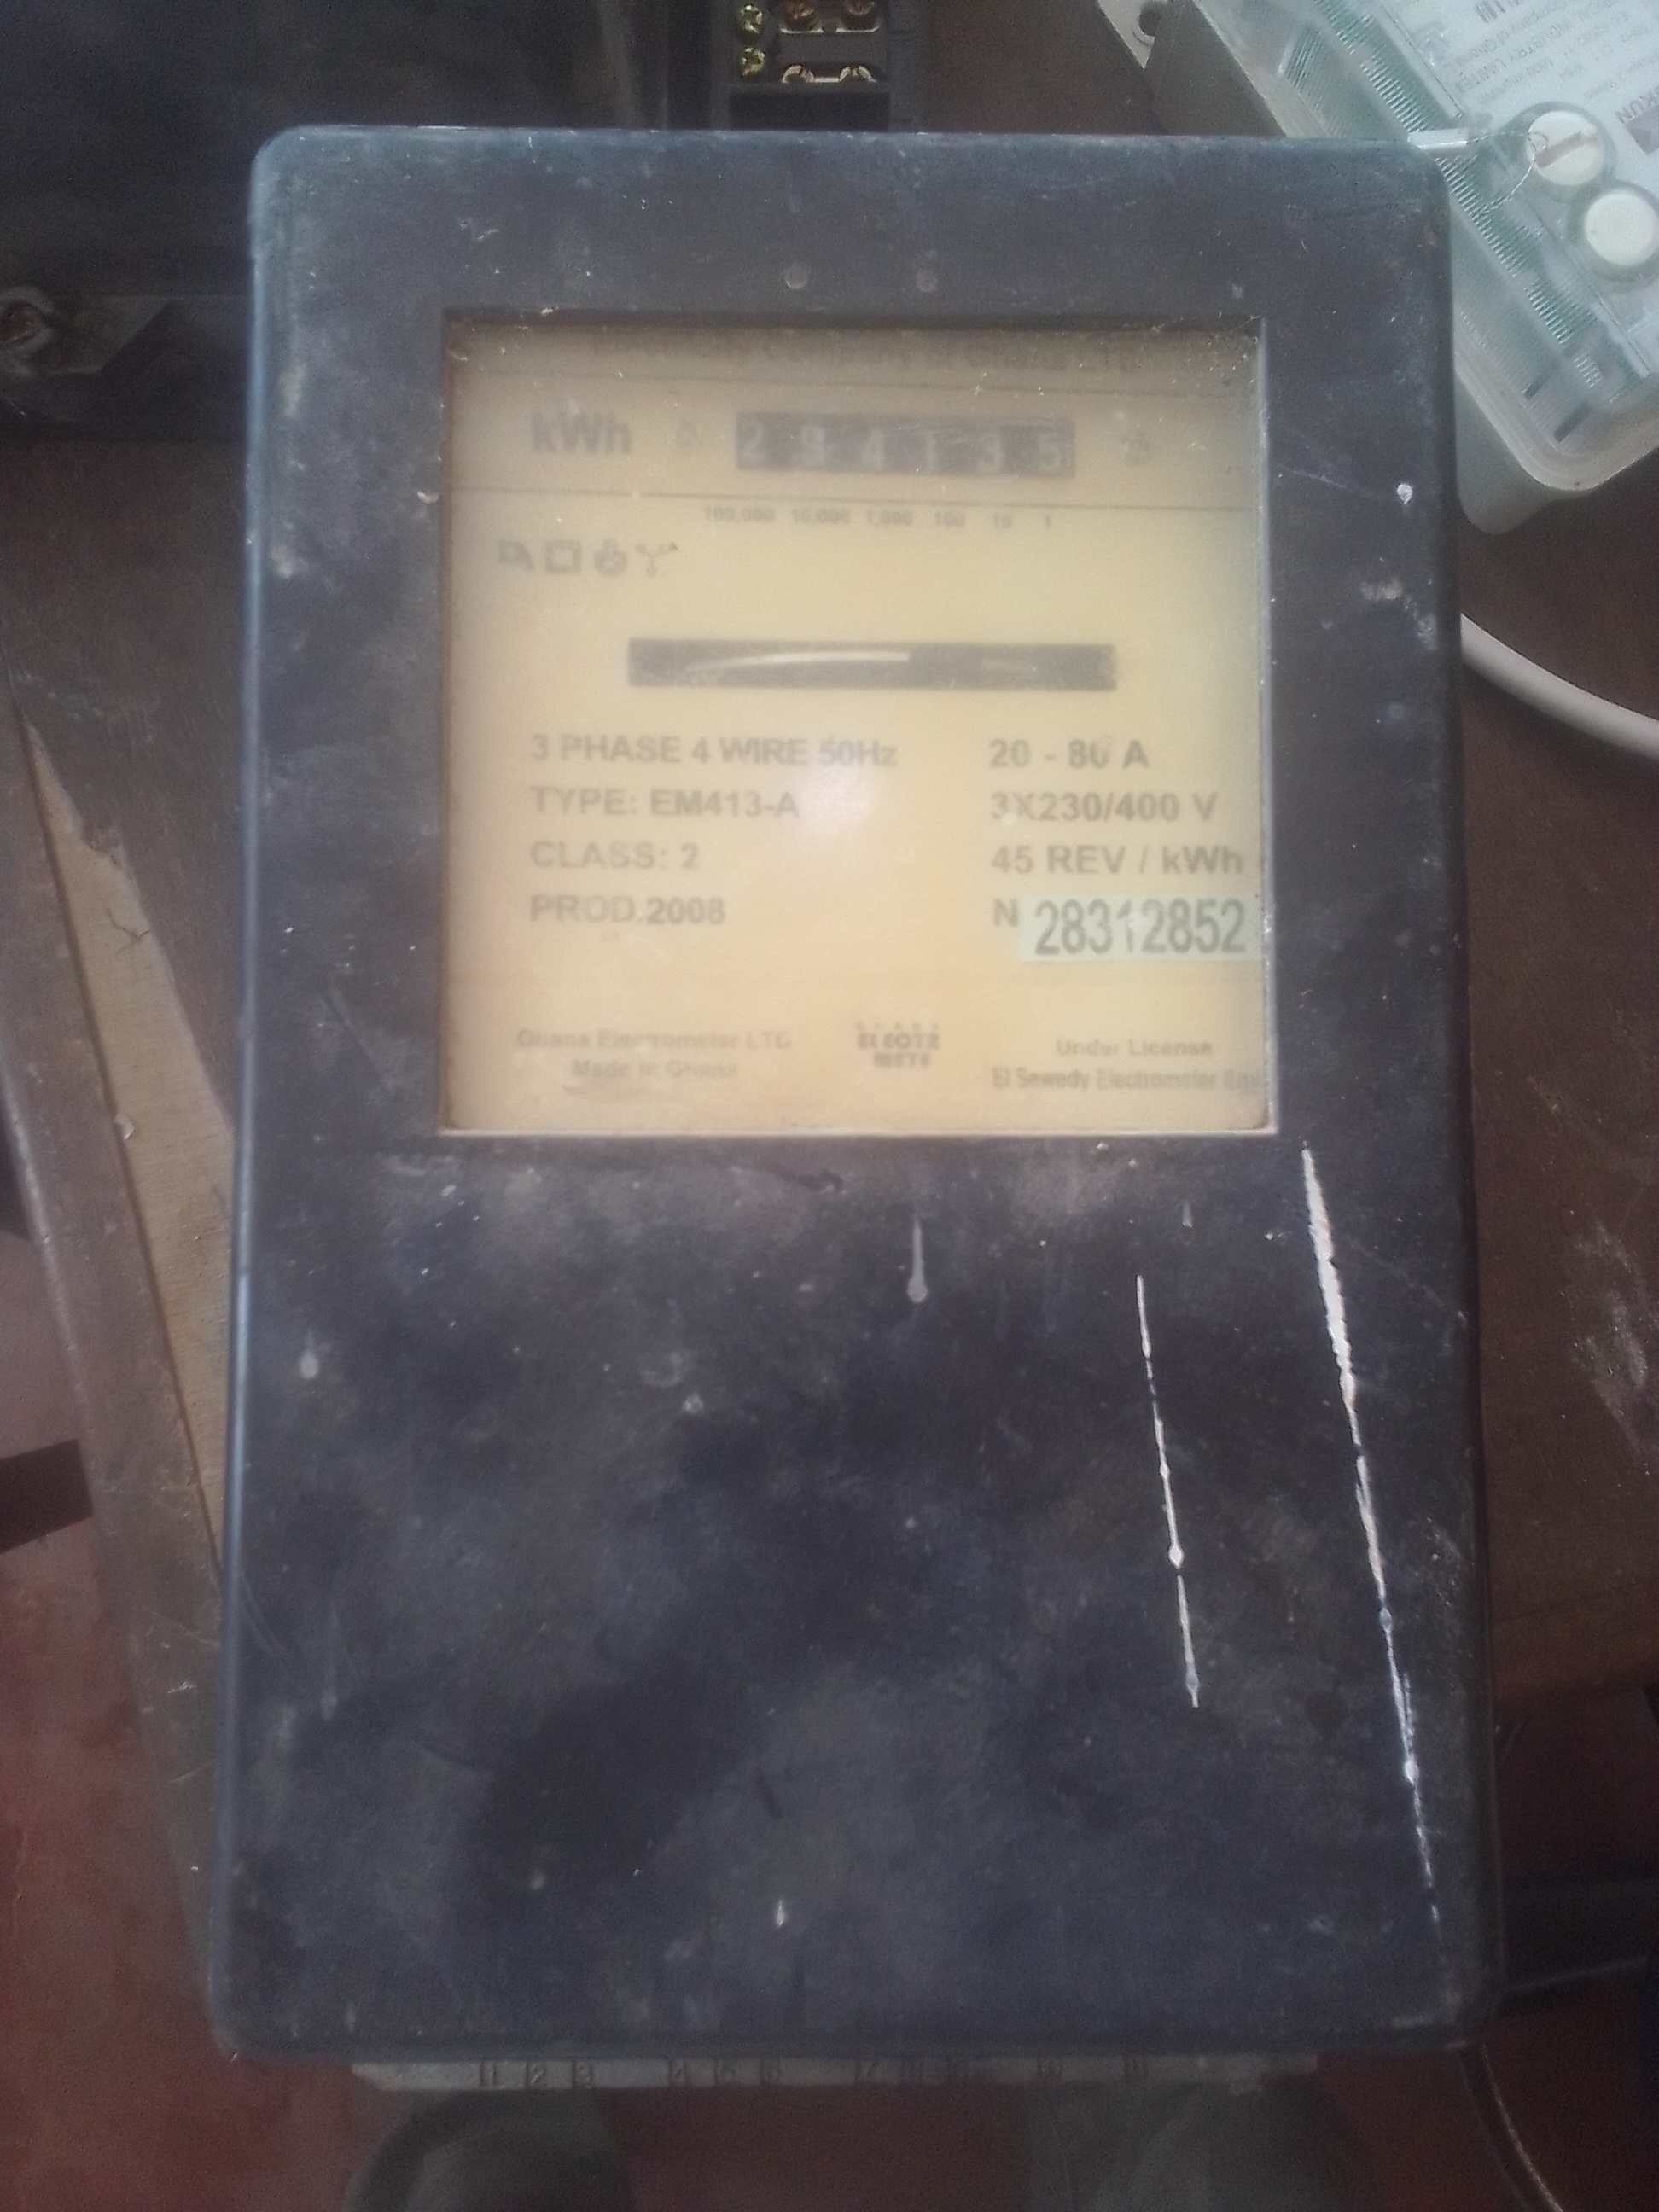 kWh 2 9 4 1 3 5
100,000 10,000 1,000 100 10 1
3 PHASE 4 WIRE 50Hz 20 - 80 A
TYPE: EM413-A 3X230/400 V
CLASS: 2 45 REV / kWh
PROD.2008 N 28312852
Ghana Electrometer LTD Under License
Made in Ghana El Sewedy Electrometer
1 2 3 4 5 6 7 8 9 10 11